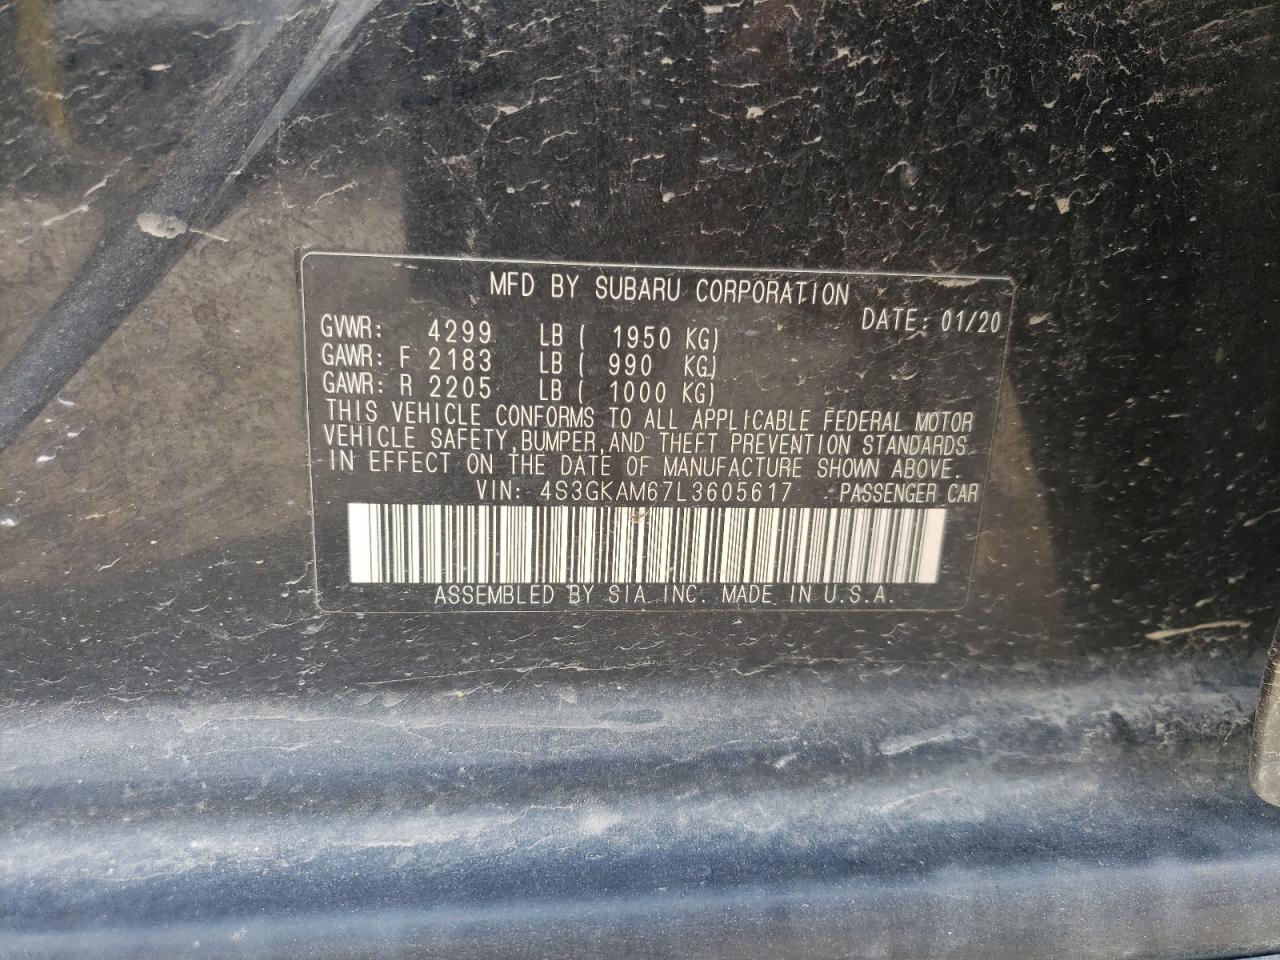 MFD BY SUBARU CORPORATION
DATE: 01/20
GVWR: 4299 LB ( 1950 KG)
GAWR: F 2183 LB ( 990 KG)
GAWR: R 2205 LB ( 1000 KG)
THIS VEHICLE CONFORMS TO ALL APPLICABLE FEDERAL MOTOR
VEHICLE SAFETY,BUMPER,AND THEFT PREVENTION STANDARDS
IN EFFECT ON THE DATE OF MANUFACTURE SHOWN ABOVE.
VIN: 4S3GKAM67L3605617 PASSENGER CAR
ASSEMBLED BY SIA INC. MADE IN U.S.A.